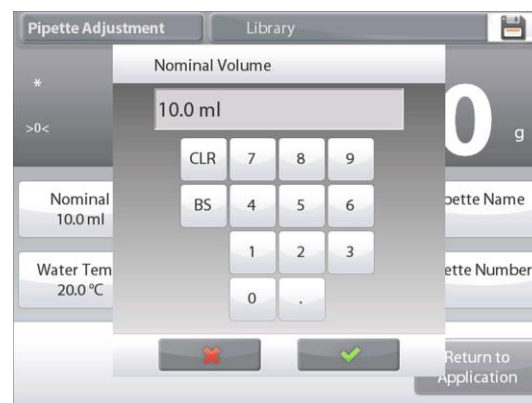 Pipette Adjustment
Library
Nominal Volume
10.0 ml
*
>0<
0
g
CLR 7 8 9
BS 4 5 6
1 2 3
0 .
Nominal
10.0 ml
pette Name
Water Tem
20.0 °C
ette Number
Return to
Application